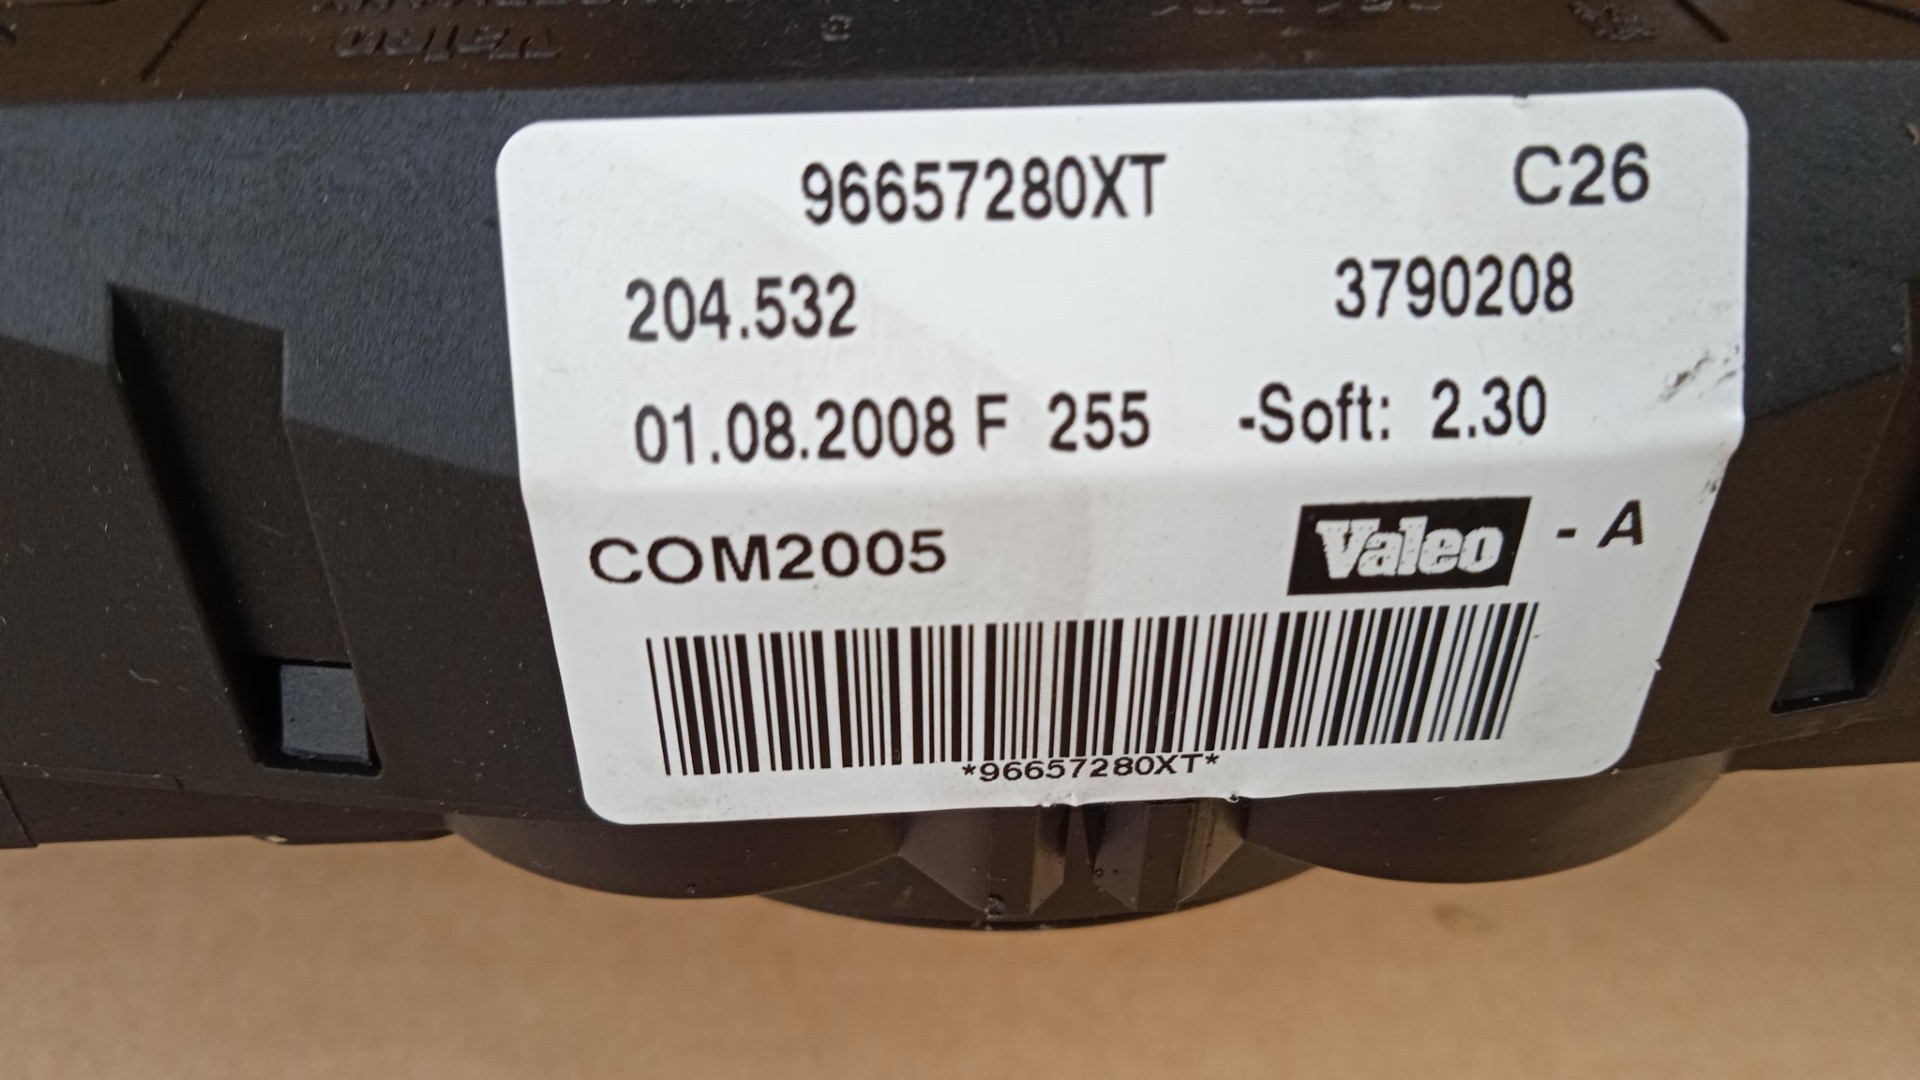 96657280XT C26
204.532 3790208
01.08.2008 F 255 -Soft: 2.30
COM2005 Valeo - A
*96657280XT*